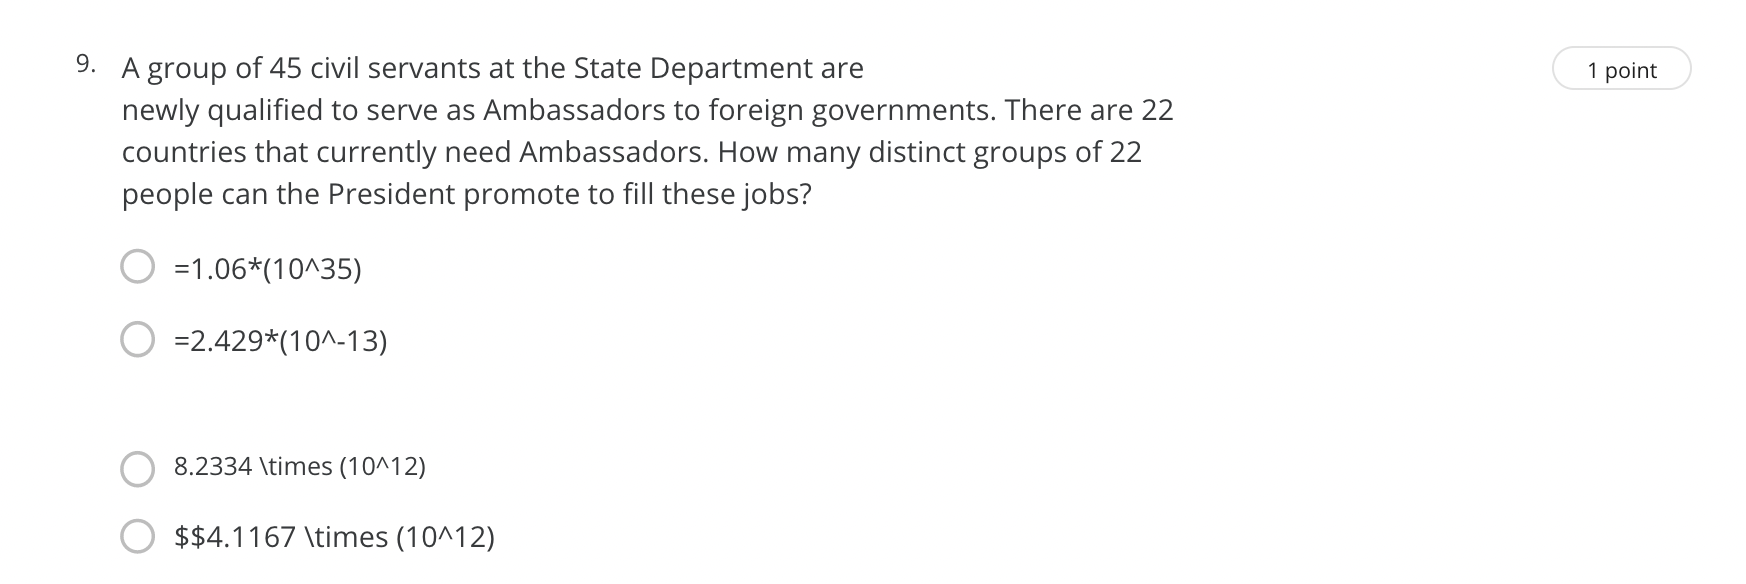 9. A group of 45 civil servants at the State Department are
1 point
newly qualified to serve as Ambassadors to foreign governments. There are 22
countries that currently need Ambassadors. How many distinct groups of 22
people can the President promote to fill these jobs?
=1.06*(10^35)
=2.429*(10^-13)
8.2334 \times (10^12)
$$4.1167 \times (10^12)